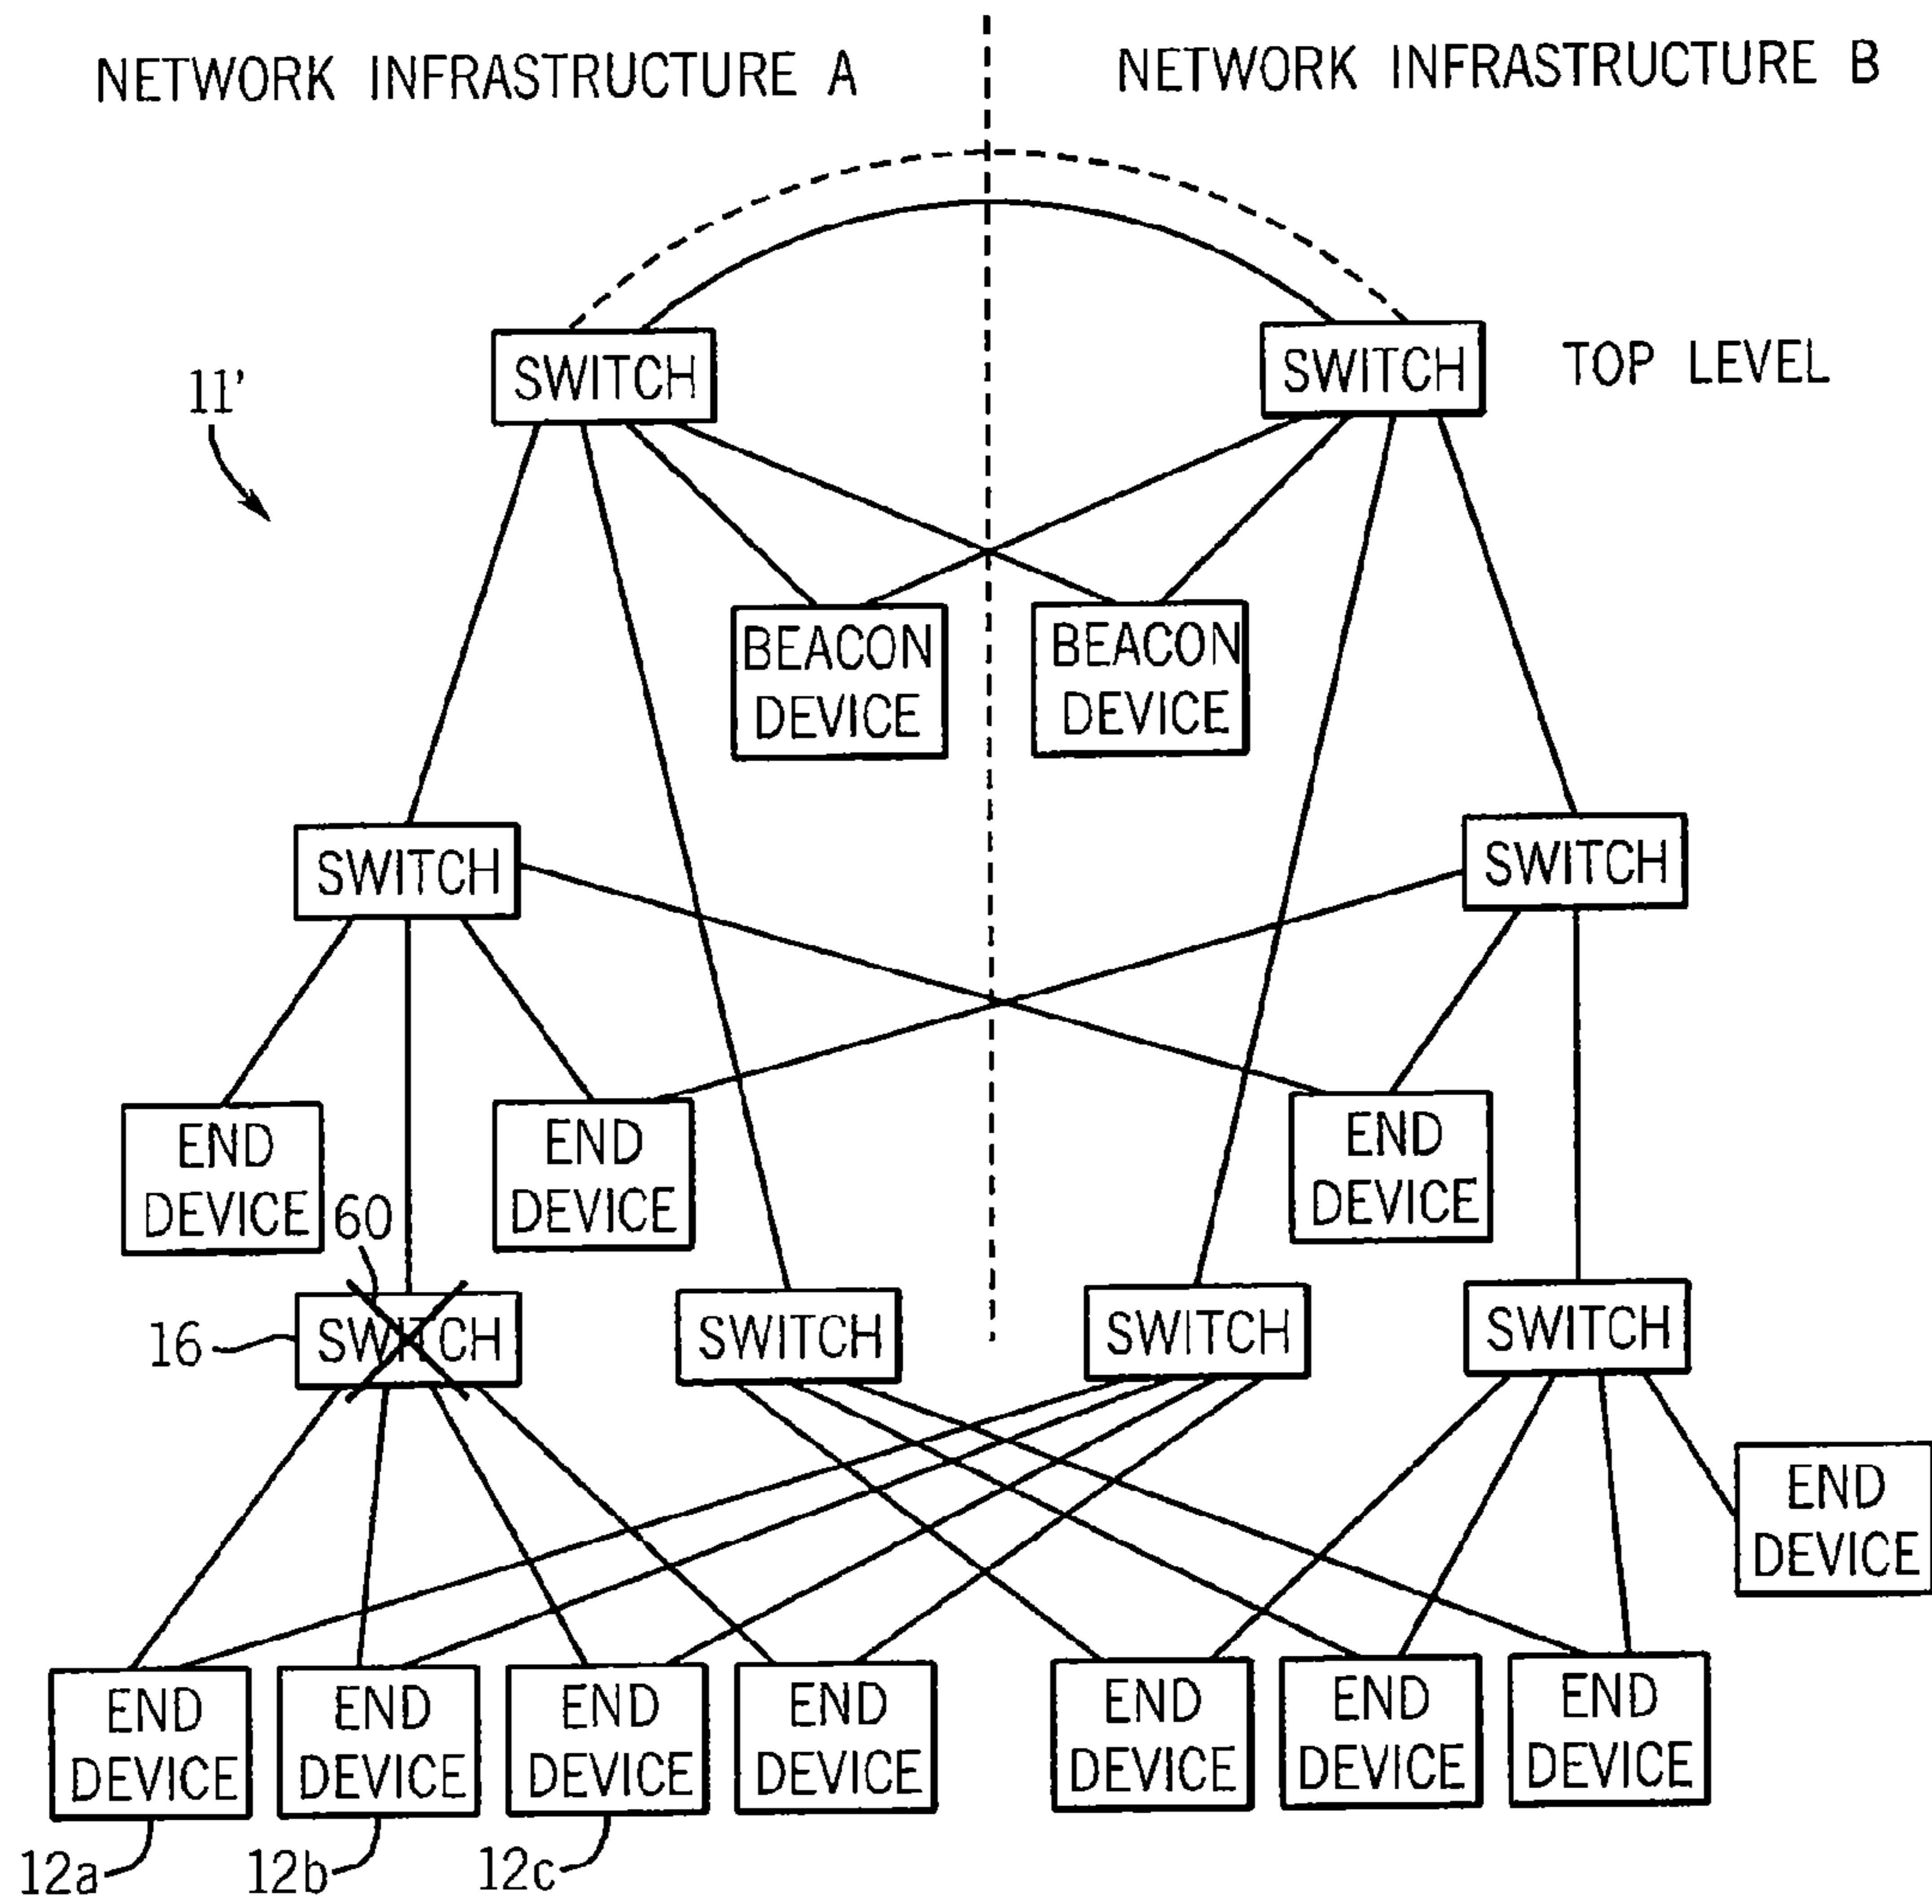 NETWORK INFRASTRUCTURE A
NETWORK INFRASTRUCTURE B
SWITCH
SWITCH
TOP LEVEL
11'
BEACON
DEVICE
BEACON
DEVICE
SWITCH
SWITCH
END
DEVICE
END
DEVICE
END
DEVICE
60
16
SWITCH
SWITCH
SWITCH
SWITCH
END
DEVICE
END
DEVICE
END
DEVICE
END
DEVICE
END
DEVICE
END
DEVICE
END
DEVICE
END
DEVICE
12a
12b
12c